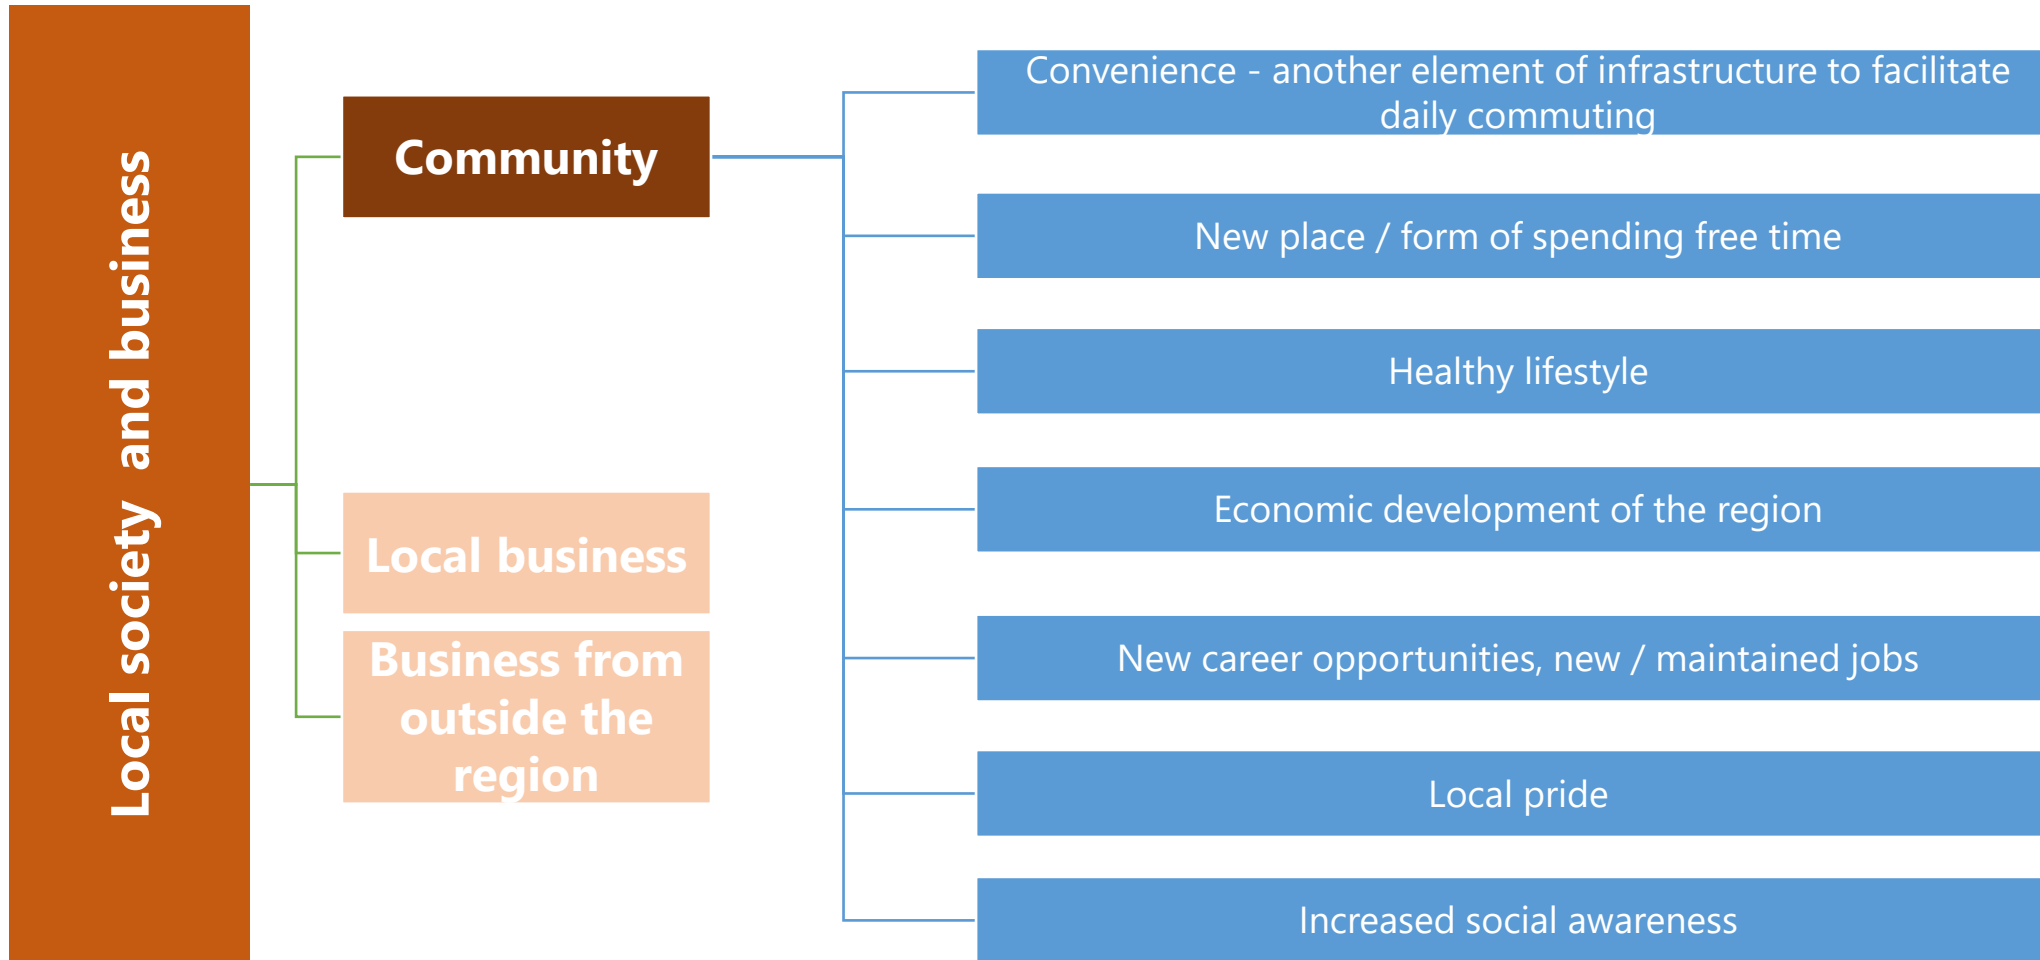 Local society  and business
Community
Local business
Business from
outside the
region
Convenience - another element of infrastructure to facilitate
daily commuting
New place / form of spending free time
Healthy lifestyle
Economic development of the region
New career opportunities, new / maintained jobs
Local pride
Increased social awareness